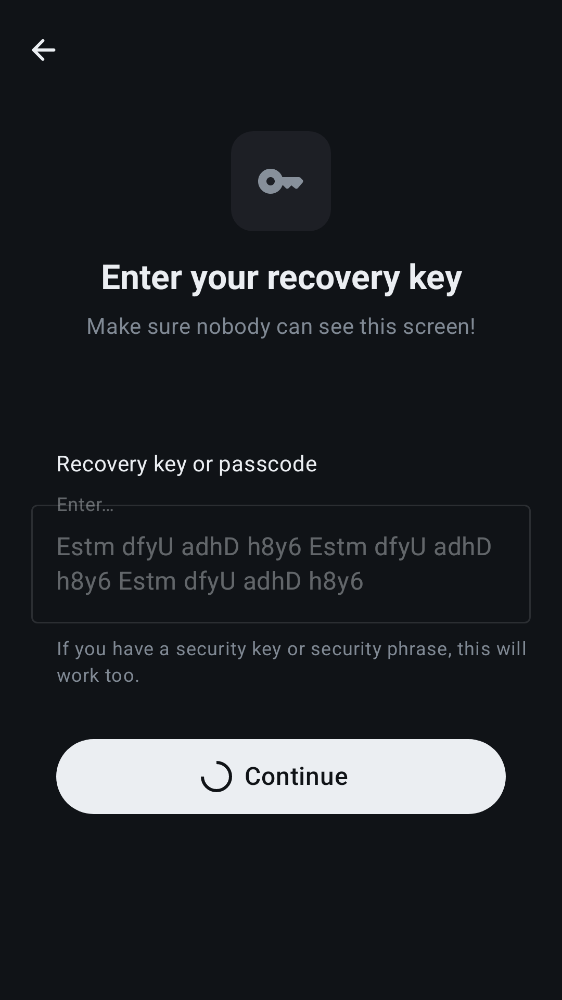 Enter your recovery key
Make sure nobody can see this screen!
Recovery key or passcode
Enter…
Estm dfyU adhD h8y6 Estm dfyU adhD
h8y6 Estm dfyU adhD h8y6
If you have a security key or security phrase, this will
work too.
Continue